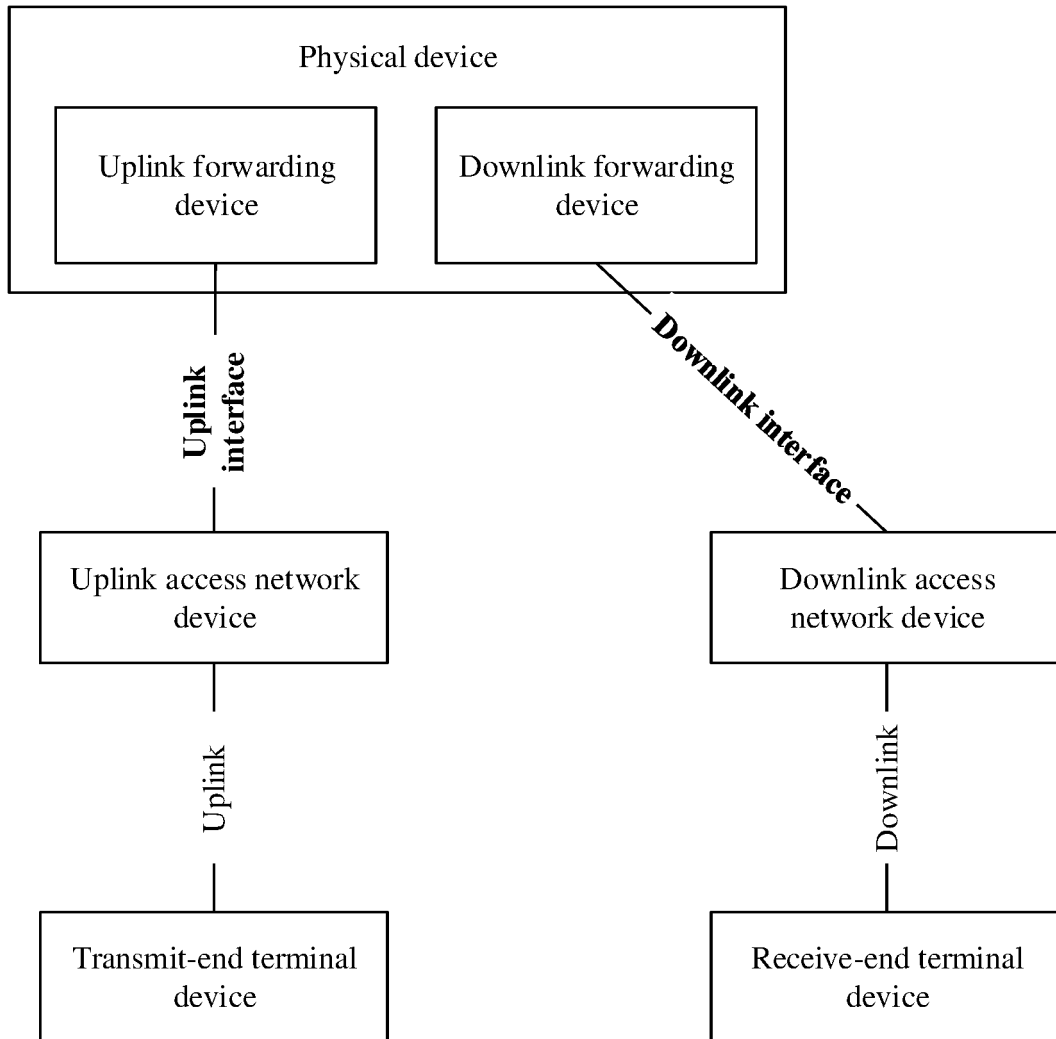 Physical device
Uplink forwarding
device
Downlink forwarding
device
Uplink
interface
Downlink interface
Uplink access network
device
Downlink access
network device
Uplink
Downlink
Transmit-end terminal
device
Receive-end terminal
device